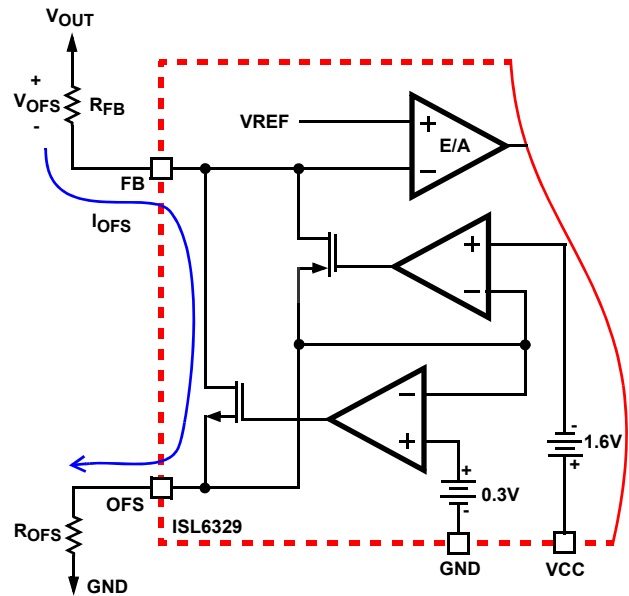 VOUT
+
VOFS
-
RFB
VREF
+
E/A
−
FB
IOFS
+
−
−
+
-
1.6V
+
+
0.3V
-
OFS
ISL6329
ROFS
GND
GND
VCC